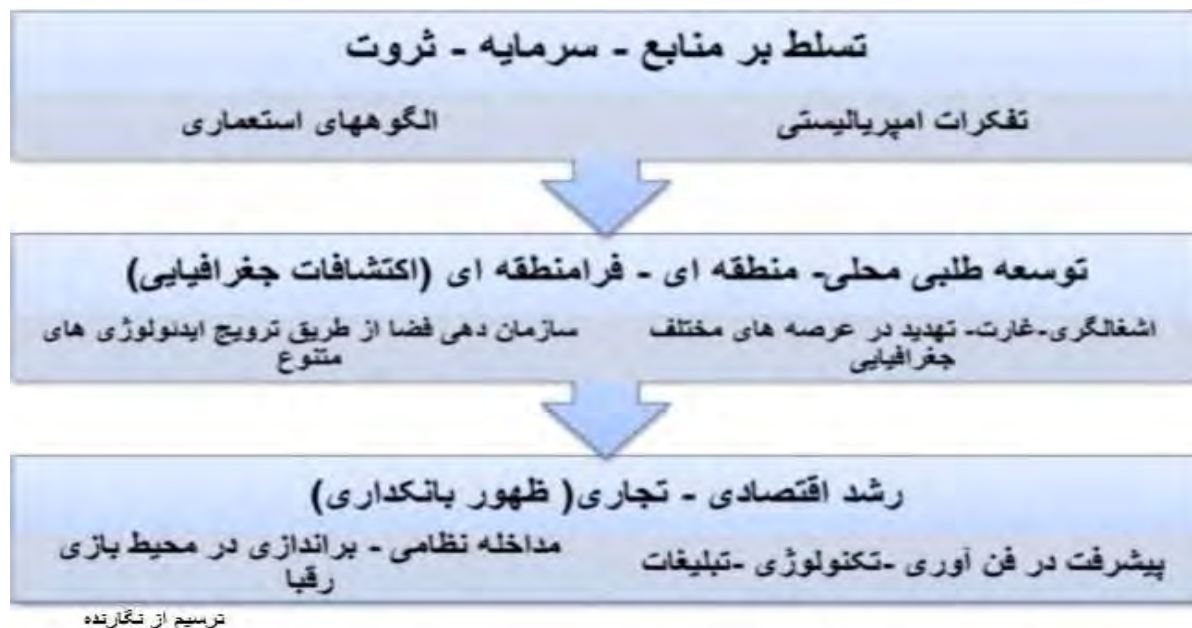 تسلط بر منابع - سرمایه - ثروت
تفکرات امپریالیستی
الگوههای استعماری
توسعه طلبی محلی- منطقه ای - فرامنطقه ای (اکتشافات جغرافیایی)
اشغالگری-غارت- تهدید در عرصه های مختلف
جغرافیایی
سازمان دهی فضا از طریق ترویج ایدئولوژی های
متنوع
رشد اقتصادی - تجاری( ظهور بانکداری)
پیشرفت در فن آوری -تکنولوژی -تبلیغات
مداخله نظامی - براندازی در محیط بازی
رقبا
ترسیم از نگارنده